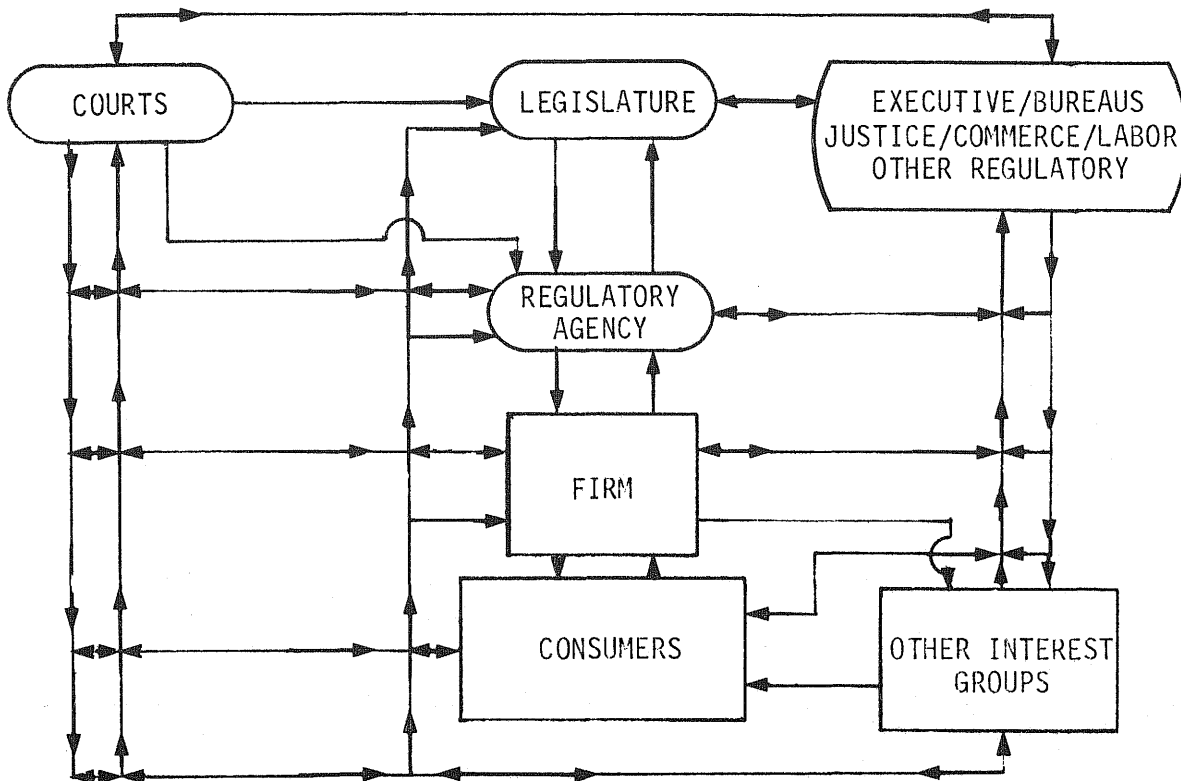 COURTS
LEGISLATURE
EXECUTIVE/BUREAUS
JUSTICE/COMMERCE/LABOR
OTHER REGULATORY
REGULATORY
AGENCY
FIRM
CONSUMERS
OTHER INTEREST
GROUPS